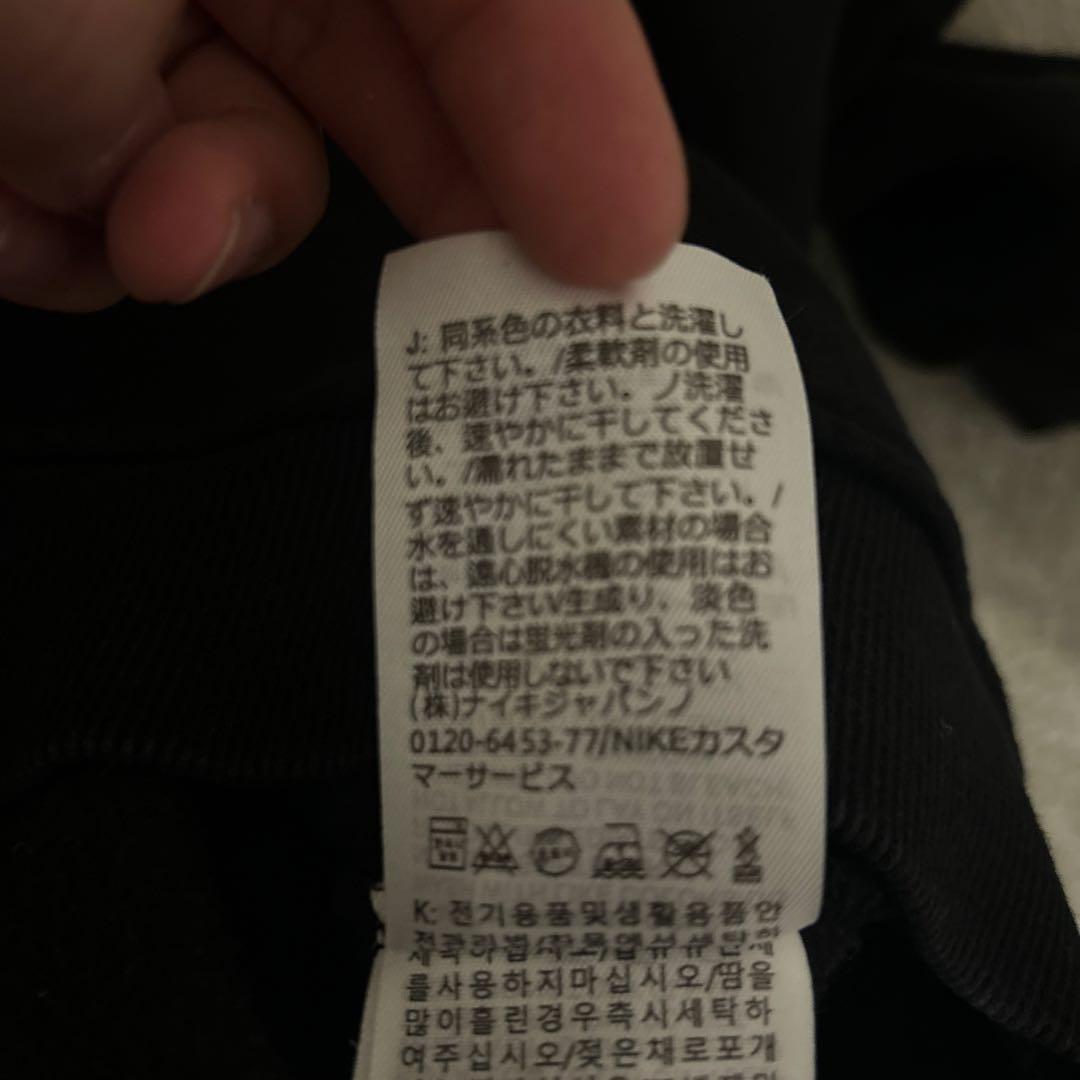 J: 同系色の衣料と洗濯し
て下さい。/柔軟剤の使用
はお避け下さい。ノ洗濯
後、速やかに干してくださ
い。/濡れたままで放置せ
ず速やかに干して下さい。/
水を通しにくい素材の場合
は、遠心脱水機の使用はお
避け下さい\/生成り、淡色
の場合は蛍光剤の入った洗
剤は使用しないで下さい
(株)ナイキジャパンノ
0120-6453-77/NIKEカスタ
マーサービス
K: 전기용품및생활용품안
를사용하지마십시오/땀을
많이흘린경우즉시세탁하
여주십시오/젖은채로포개